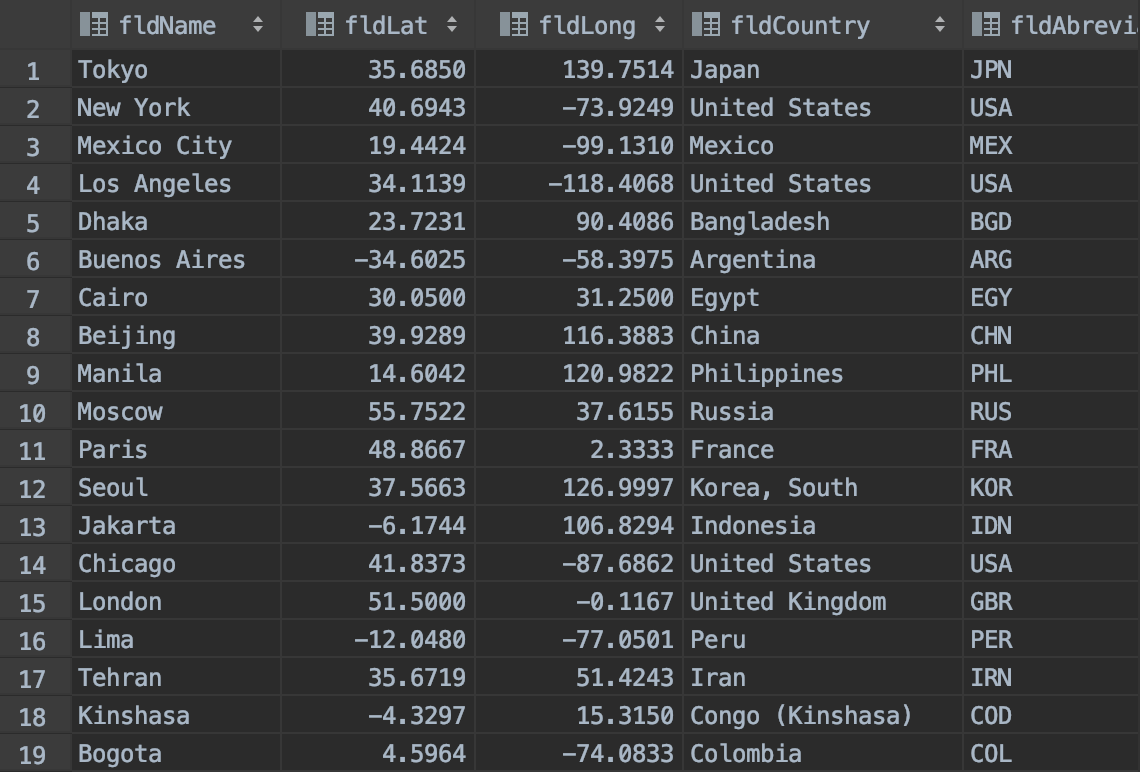 fldName fldLat fldLong fldCountry fldAbrevi
1 Tokyo 35.6850 139.7514 Japan JPN
2 New York 40.6943 −73.9249 United States USA
3 Mexico City 19.4424 −99.1310 Mexico MEX
4 Los Angeles 34.1139 −118.4068 United States USA
5 Dhaka 23.7231 90.4086 Bangladesh BGD
6 Buenos Aires −34.6025 −58.3975 Argentina ARG
7 Cairo 30.0500 31.2500 Egypt EGY
8 Beijing 39.9289 116.3883 China CHN
9 Manila 14.6042 120.9822 Philippines PHL
10 Moscow 55.7522 37.6155 Russia RUS
11 Paris 48.8667 2.3333 France FRA
12 Seoul 37.5663 126.9997 Korea, South KOR
13 Jakarta −6.1744 106.8294 Indonesia IDN
14 Chicago 41.8373 −87.6862 United States USA
15 London 51.5000 −0.1167 United Kingdom GBR
16 Lima −12.0480 −77.0501 Peru PER
17 Tehran 35.6719 51.4243 Iran IRN
18 Kinshasa −4.3297 15.3150 Congo (Kinshasa) COD
19 Bogota 4.5964 −74.0833 Colombia COL